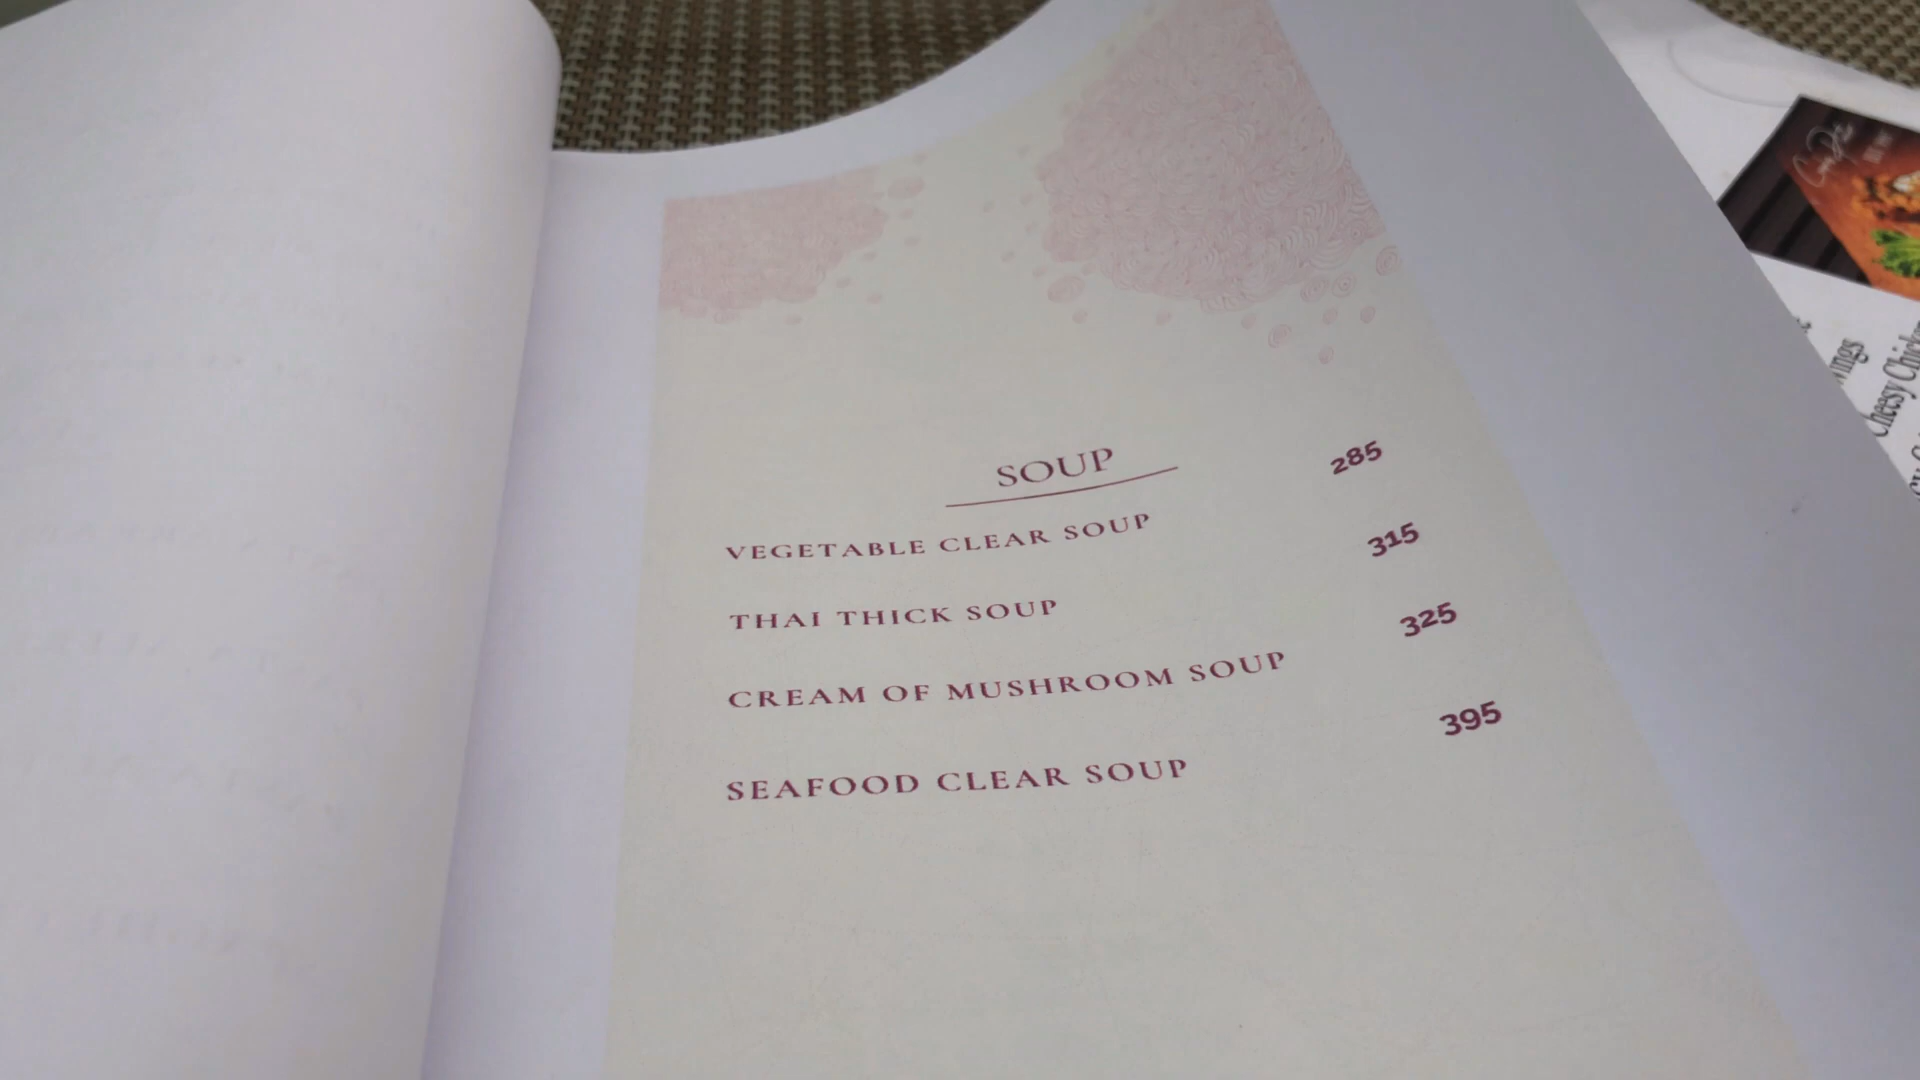 SOUP
VEGETABLE CLEAR SOUP 285
THAI THICK SOUP 315
CREAM OF MUSHROOM SOUP 325
SEAFOOD CLEAR SOUP 395
Wings
Cheesy